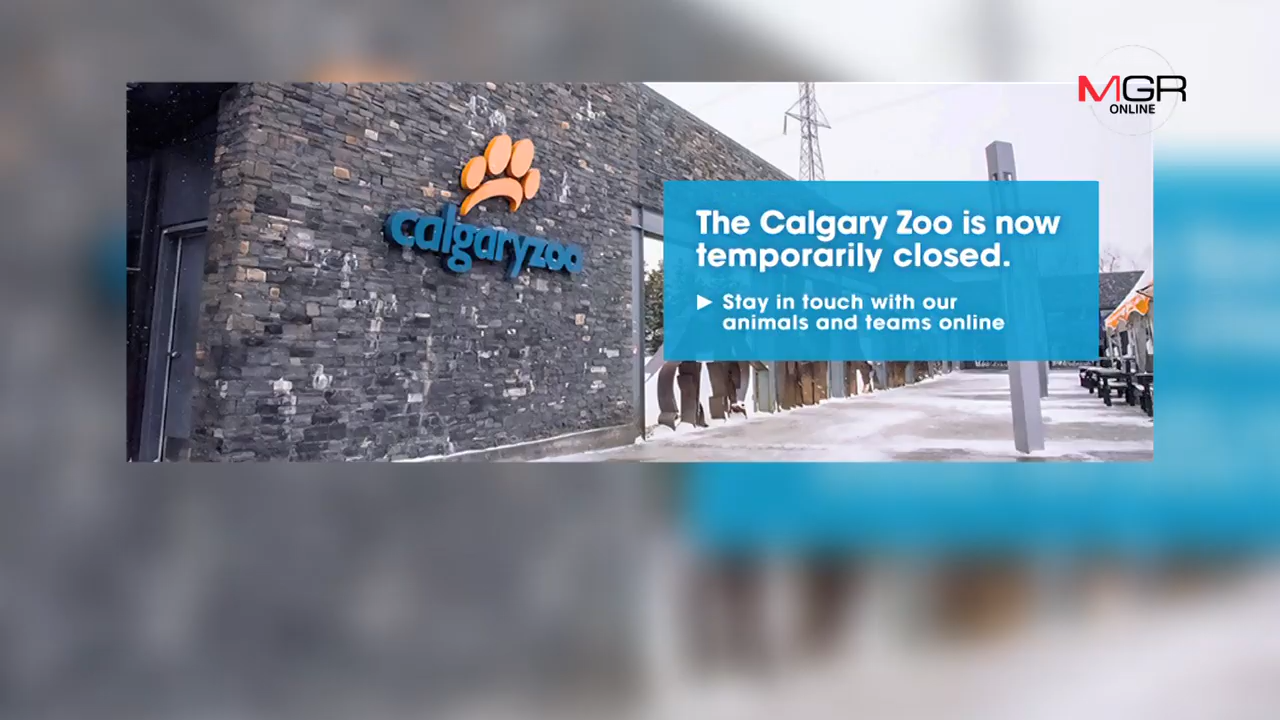 MGR
ONLINE
calgaryzoo
The Calgary Zoo is now
temporarily closed.
► Stay in touch with our
animals and teams online